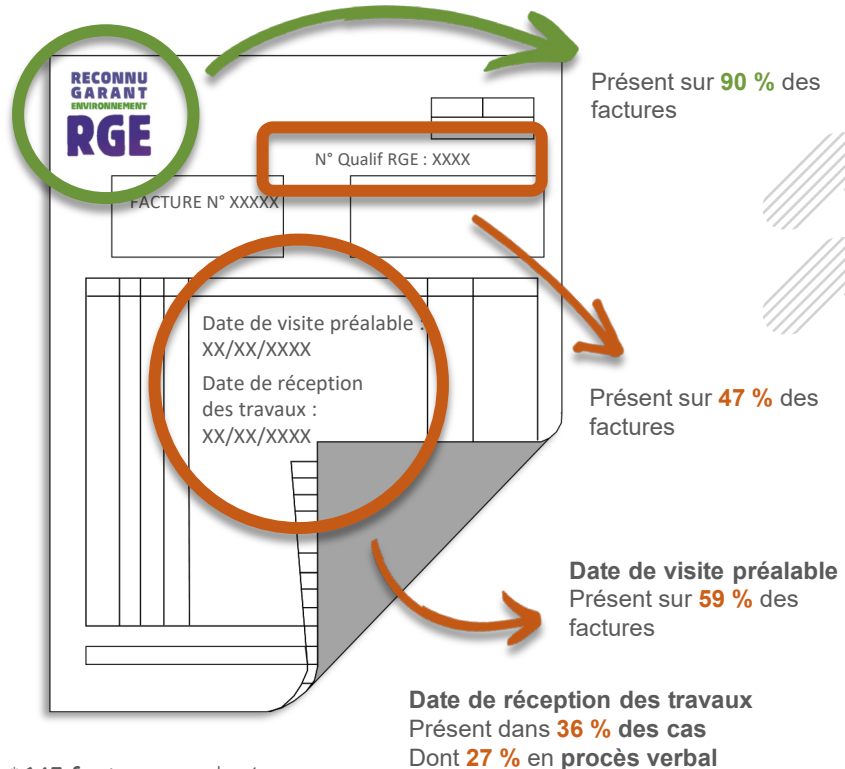 RECONNU
GARANT
ENVIRONNEMENT
RGE
Présent sur 90 % des
factures
N° Qualif RGE : XXXX
FACTURE N° XXXXX
Date de visite préalable :
XX/XX/XXXX
Date de réception
des travaux :
XX/XX/XXXX
Présent sur 47 % des
factures
Date de visite préalable
Présent sur 59 % des
factures
Date de réception des travaux
Présent dans 36 % des cas
Dont 27 % en procès verbal